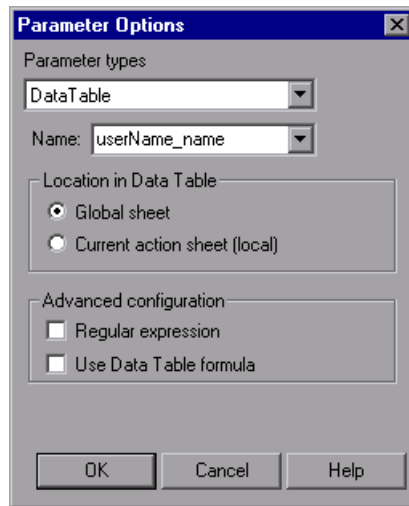 Parameter Options
Parameter types
DataTable
Name: userName_name
Location in Data Table
Global sheet
Current action sheet (local)
Advanced configuration
Regular expression
Use Data Table formula
OK Cancel Help